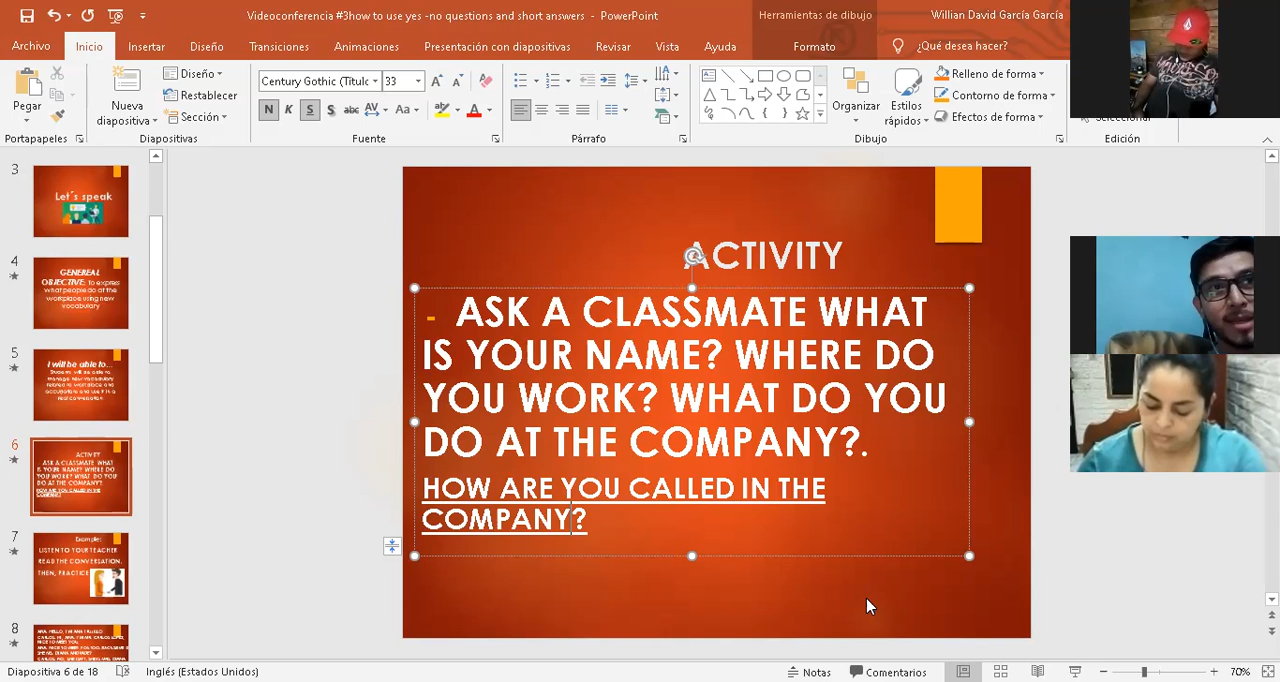 Videoconferencia #3how to use yes -no questions and short answers - PowerPoint
Herramientas de dibujo
Willian David García García
Archivo Inicio Insertar Diseño Transiciones Animaciones Presentación con diapositivas Revisar Vista Ayuda Formato ¿Qué desea hacer?
Pegar
Nueva diapositiva
Diseño
Restablecer
Sección
Century Gothic (Títulc 33
N K S S abc AV Aa A
Organizar
Estilos rápidos
Relleno de forma
Contorno de forma
Efectos de forma
Portapapeles Diapositivas Fuente Párrafo Dibujo Edición
3
Let´s speak
4
GENEREAL
OBJECTIVE: to express
what people do at the
workplace using new
vocabulary
5
I will be able to...
6
ACTIVITY
ASK A CLASSMATE WHAT
IS YOUR NAME? WHERE DO
YOU WORK? WHAT DO YOU
DO AT THE COMPANY?.
HOW ARE YOU CALLED IN THE
COMPANY?
7
Example:
LISTEN TO YOUR TEACHER
READ THE CONVERSATION.
THEN, PRACTICE
8
ACTIVITY
- ASK A CLASSMATE WHAT
IS YOUR NAME? WHERE DO
YOU WORK? WHAT DO YOU
DO AT THE COMPANY?.
HOW ARE YOU CALLED IN THE
COMPANY?
Diapositiva 6 de 18 Inglés (Estados Unidos) Notas Comentarios 70%